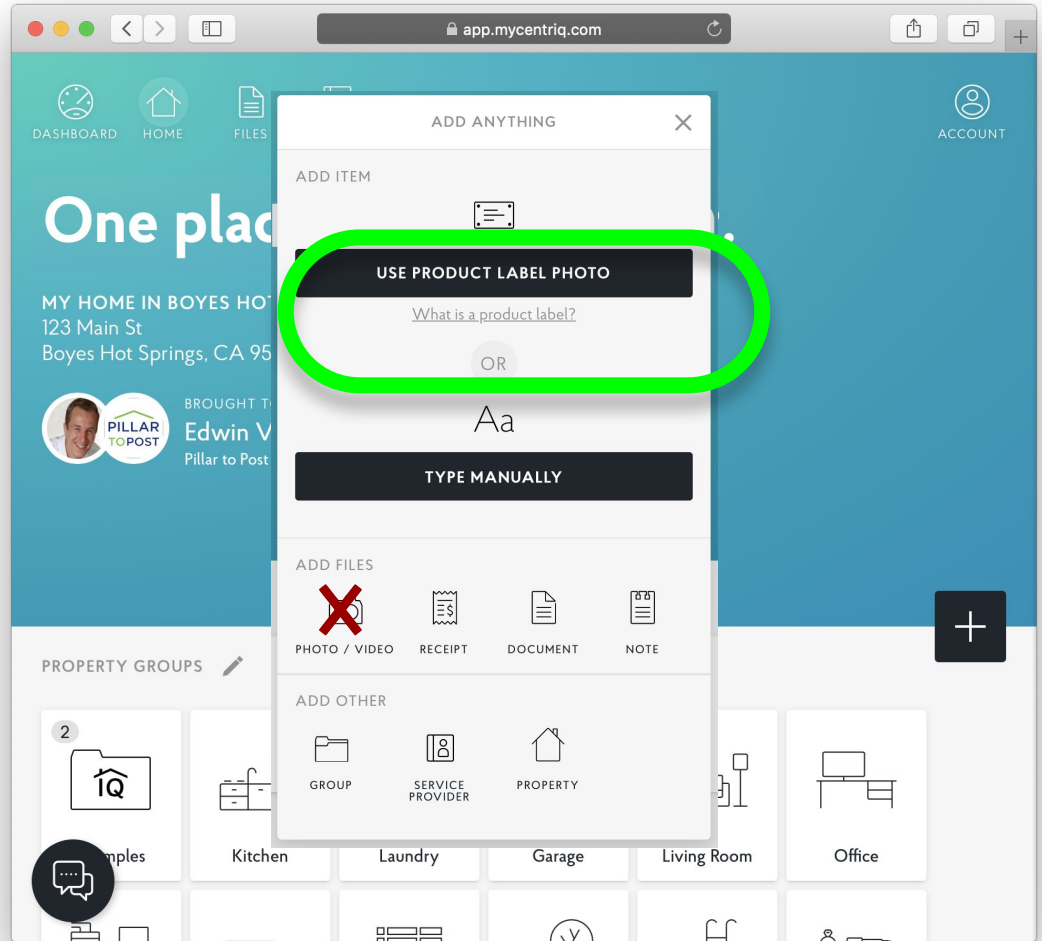 app.mycentriq.com
DASHBOARD
HOME
FILES
ACCOUNT
One plac
MY HOME IN BOYES HOT
123 Main St
Boyes Hot Springs, CA 95
PILLAR
TO POST
BROUGHT T
Edwin V
Pillar to Post
ADD ANYTHING
ADD ITEM
USE PRODUCT LABEL PHOTO
What is a product label?
OR
Aa
TYPE MANUALLY
ADD FILES
PHOTO / VIDEO
RECEIPT
DOCUMENT
NOTE
ADD OTHER
GROUP
SERVICE
PROVIDER
PROPERTY
PROPERTY GROUPS
2
IQ
mples
Kitchen
Laundry
Garage
Living Room
Office